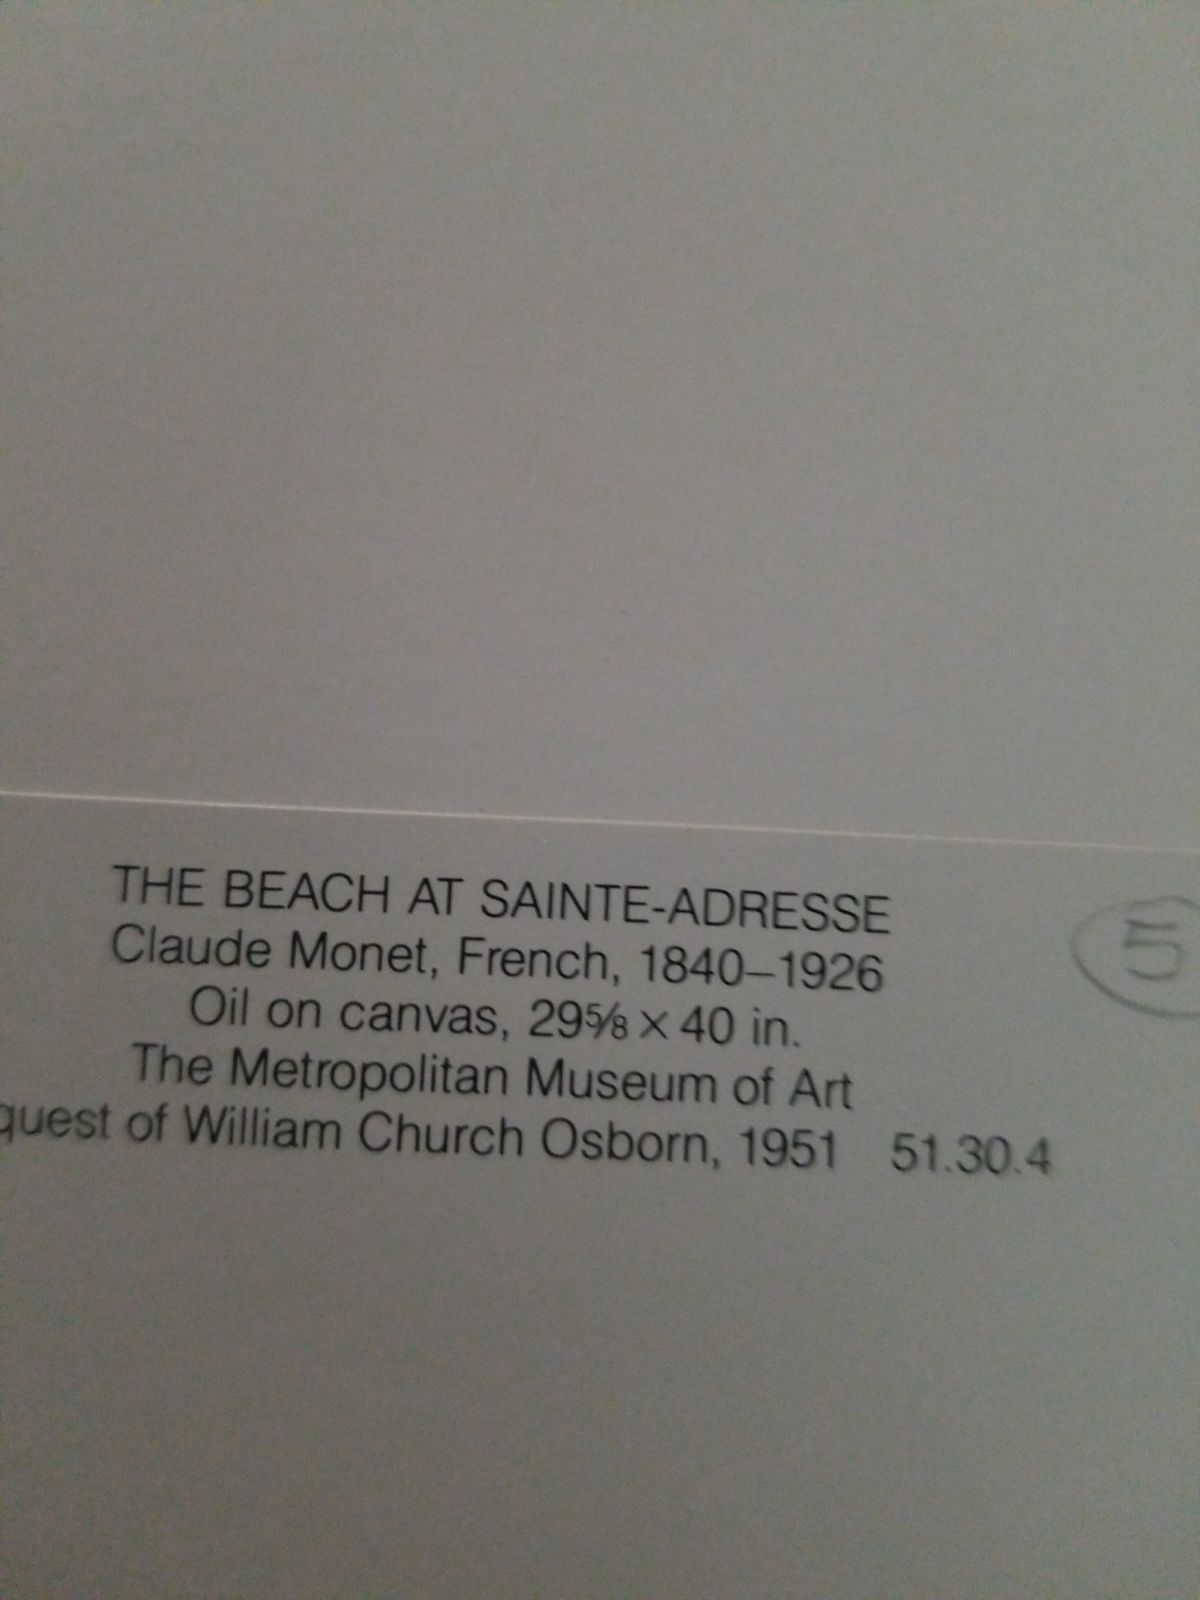 THE BEACH AT SAINTE-ADRESSE
5
Claude Monet, French, 1840–1926
Oil on canvas, 29⅝ × 40 in.
The Metropolitan Museum of Art
quest of William Church Osborn, 1951 51.30.4